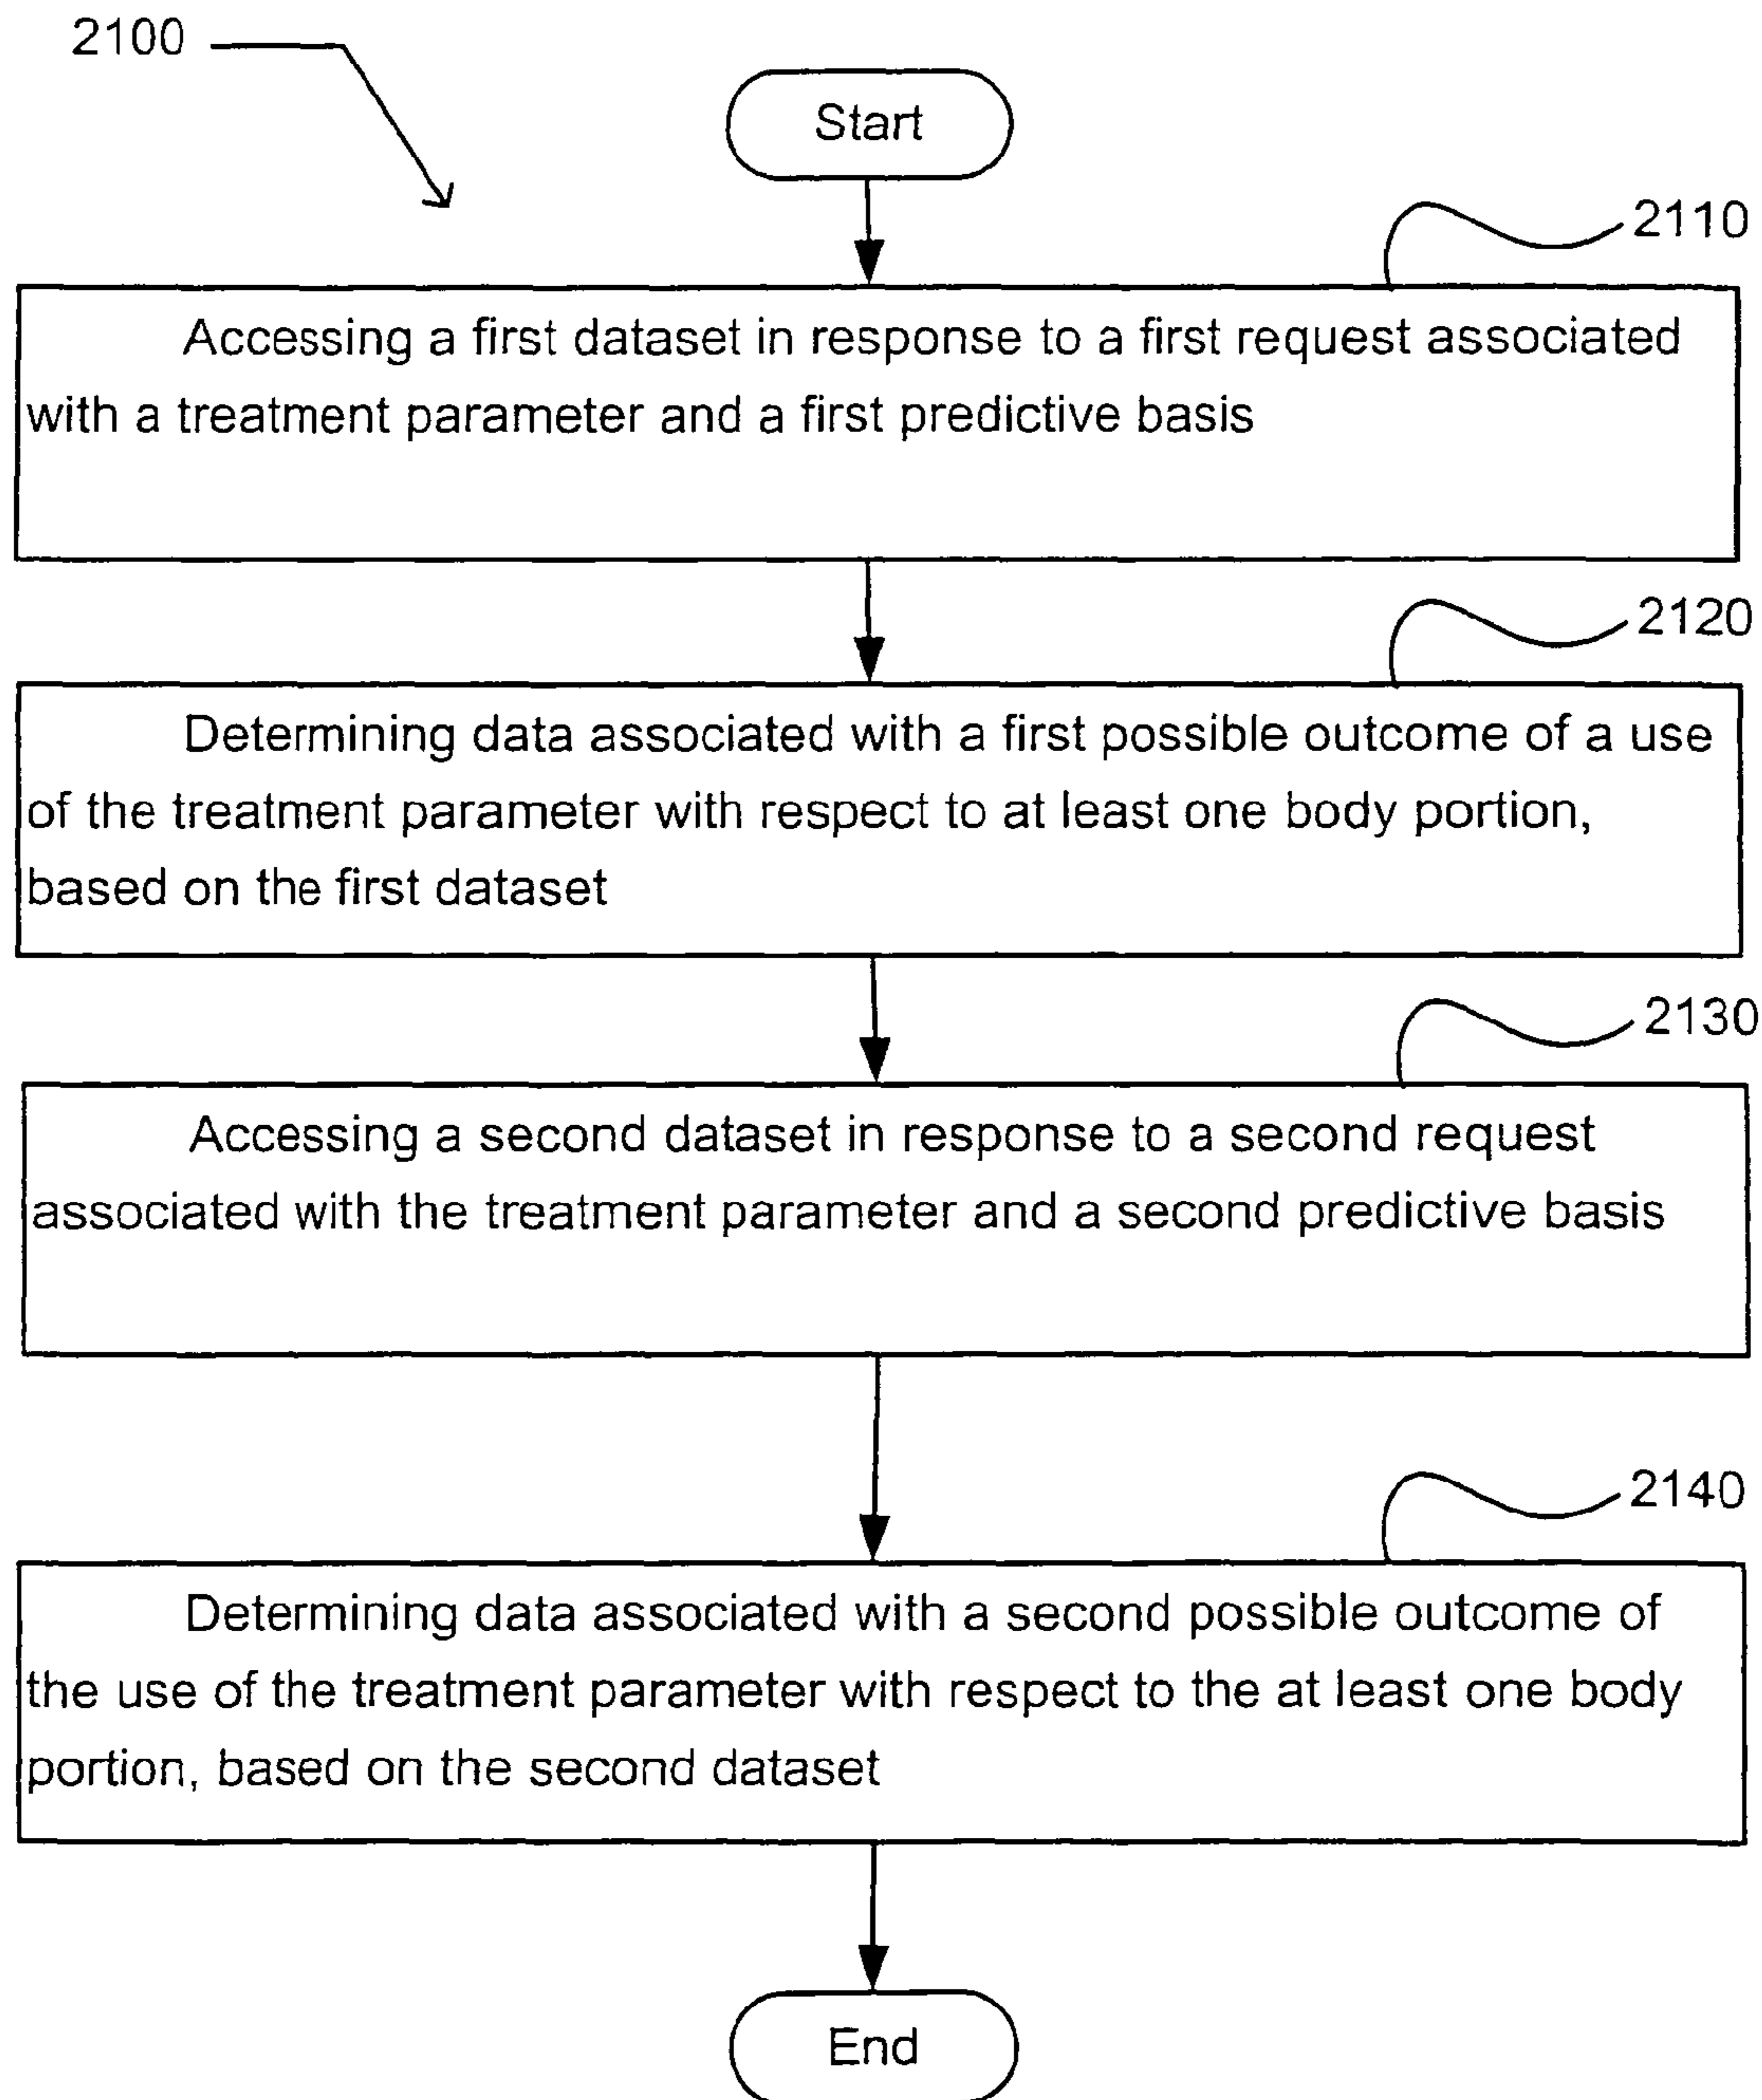 2100
Start
2110
Accessing a first dataset in response to a first request associated
with a treatment parameter and a first predictive basis
2120
Determining data associated with a first possible outcome of a use
of the treatment parameter with respect to at least one body portion,
based on the first dataset
2130
Accessing a second dataset in response to a second request
associated with the treatment parameter and a second predictive basis
2140
Determining data associated with a second possible outcome of
the use of the treatment parameter with respect to the at least one body
portion, based on the second dataset
End